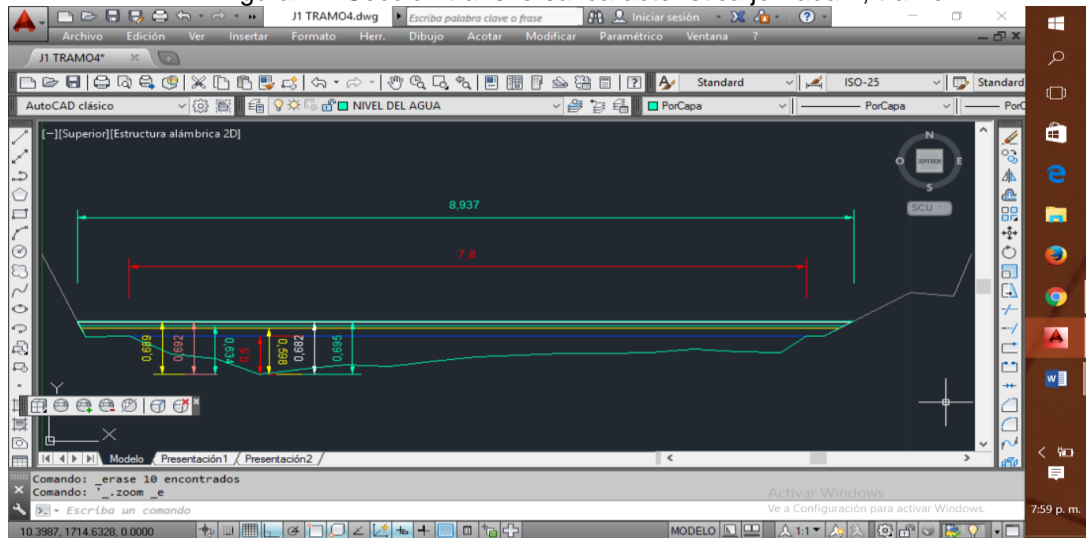 J1 TRAMO4.dwg Escriba palabra clave o frase Iniciar sesión
Archivo Edición Ver Insertar Formato Herr. Dibujo Acotar Modificar Paramétrico Ventana ?
J1 TRAMO4*
Standard ISO-25 Standard
AutoCAD clásico NIVEL DEL AGUA PorCapa PorCapa
[−][Superior][Estructura alámbrica 2D]
N
O SUPERIOR E
S
SCU
8,937
7,8
0,689
0,692
0,634
0,5
0,598
0,682
0,695
Y
X
Modelo Presentación1 Presentación2
Comando: _erase 10 encontrados
Comando: '_.zoom _e
Escriba un comando
Activar Windows
Ve a Configuración para activar Windows.
10.3987, 1714.6328, 0.0000 MODELO 1:1
7:59 p. m.